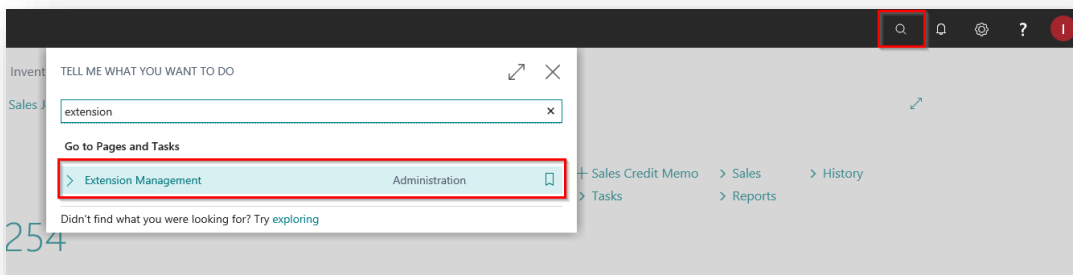 ?
I
Invent
TELL ME WHAT YOU WANT TO DO
Sales J
extension
Go to Pages and Tasks
Extension Management Administration
+ Sales Credit Memo > Sales > History
> Tasks > Reports
Didn't find what you were looking for? Try exploring
254